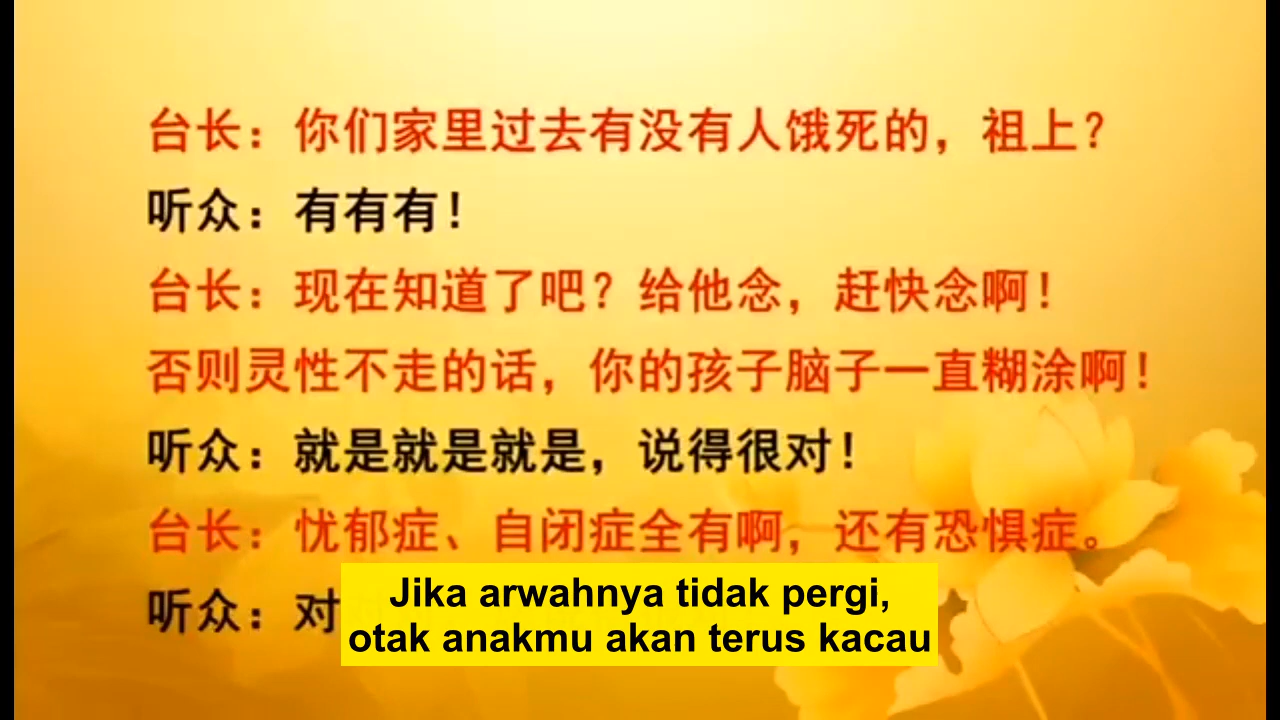 台长：你们家里过去有没有人饿死的，祖上？
听众：有有有！
台长：现在知道了吧？给他念，赶快念啊！
否则灵性不走的话，你的孩子脑子一直糊涂啊！
听众：就是就是就是，说得很对！
台长：忧郁症、自闭症全有啊，还有恐惧症。
听众：对
Jika arwahnya tidak pergi,
otak anakmu akan terus kacau